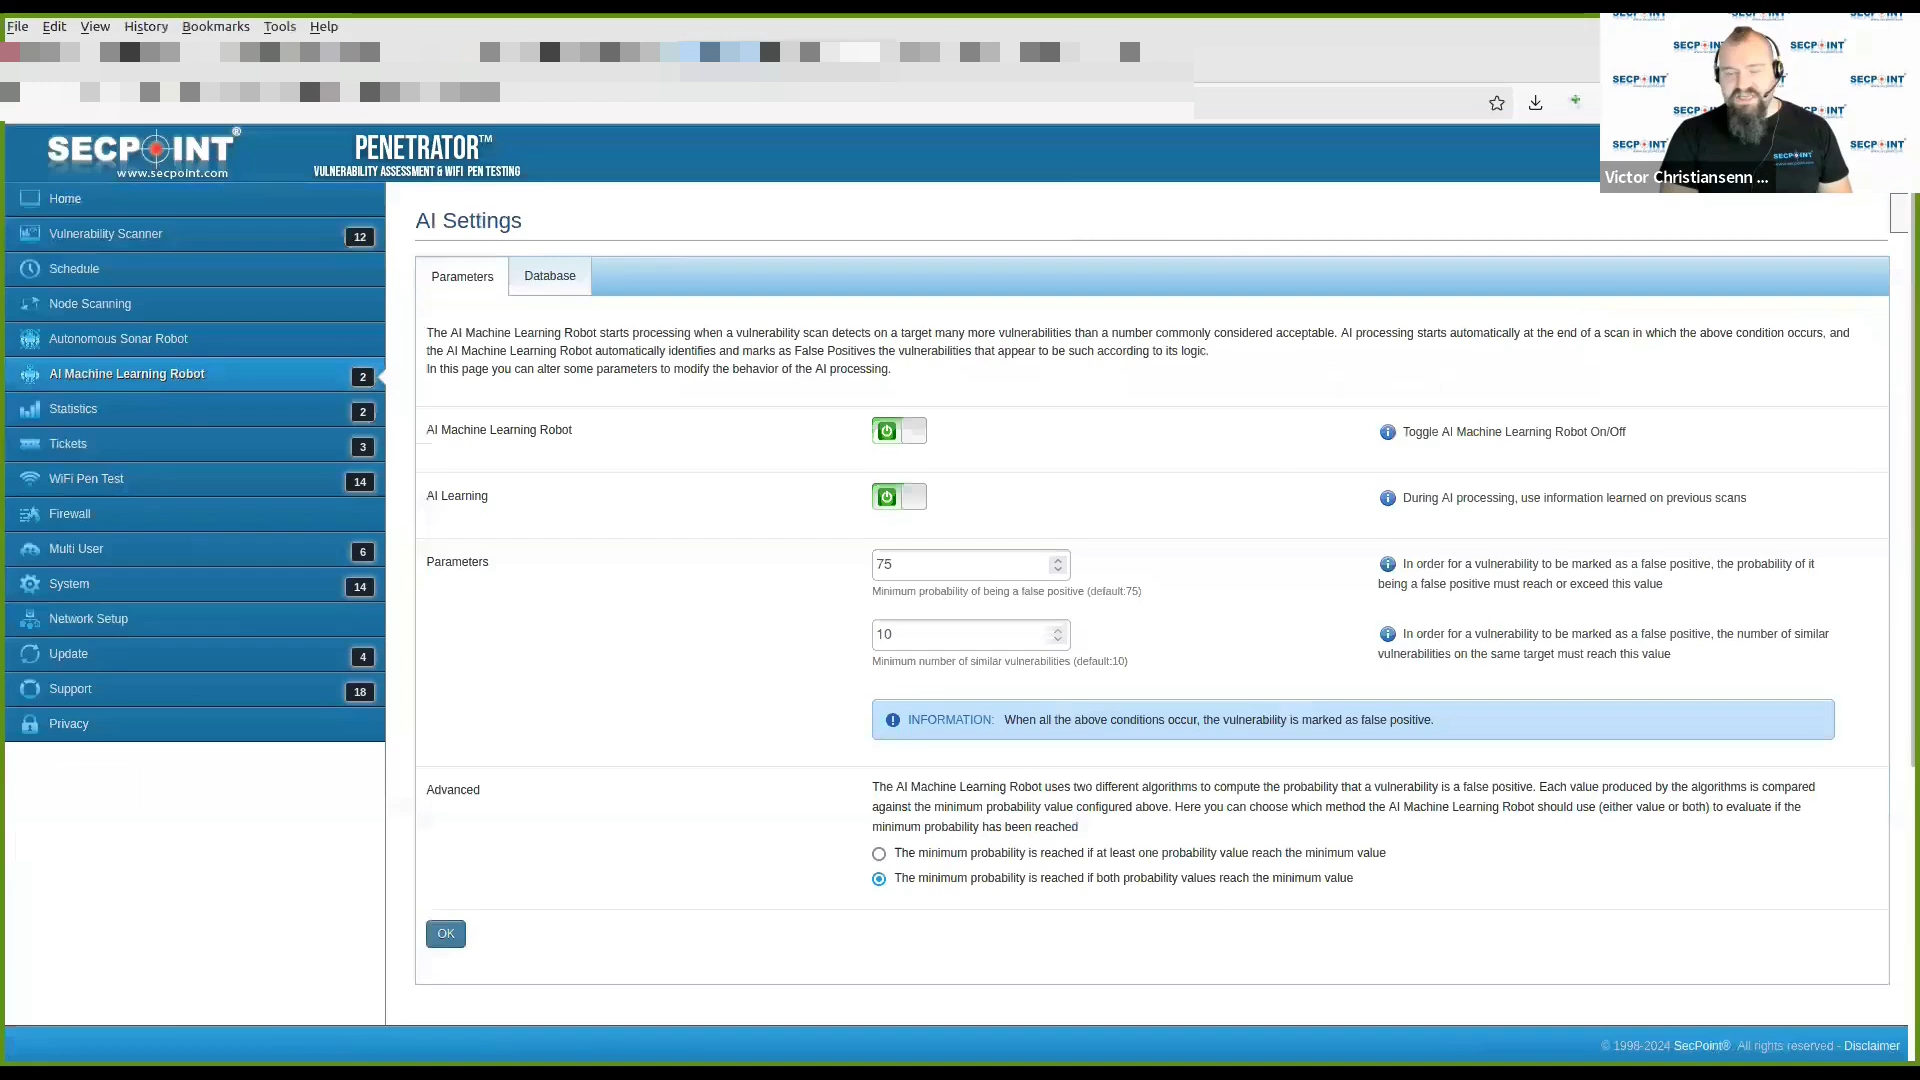 File Edit View History Bookmarks Tools Help
SECPOINT®
www.secpoint.com
PENETRATOR™
VULNERABILITY ASSESSMENT & WIFI PEN TESTING
SECPOINT
SECPOINT
SECPOINT
SECPOINT
SECPOINT
Victor Christiansenn ...
Home
Vulnerability Scanner 12
Schedule
Node Scanning
Autonomous Sonar Robot
AI Machine Learning Robot 2
Statistics 2
Tickets 3
WiFi Pen Test 14
Firewall
Multi User 6
System 14
Network Setup
Update 4
Support 18
Privacy
AI Settings
Parameters Database
The AI Machine Learning Robot starts processing when a vulnerability scan detects on a target many more vulnerabilities than a number commonly considered acceptable. AI processing starts automatically at the end of a scan in which the above condition occurs, and
the AI Machine Learning Robot automatically identifies and marks as False Positives the vulnerabilities that appear to be such according to its logic.
In this page you can alter some parameters to modify the behavior of the AI processing.
AI Machine Learning Robot
Toggle AI Machine Learning Robot On/Off
AI Learning
During AI processing, use information learned on previous scans
Parameters
75
Minimum probability of being a false positive (default:75)
In order for a vulnerability to be marked as a false positive, the probability of it
being a false positive must reach or exceed this value
10
Minimum number of similar vulnerabilities (default:10)
In order for a vulnerability to be marked as a false positive, the number of similar
vulnerabilities on the same target must reach this value
INFORMATION: When all the above conditions occur, the vulnerability is marked as false positive.
Advanced
The AI Machine Learning Robot uses two different algorithms to compute the probability that a vulnerability is a false positive. Each value produced by the algorithms is compared
against the minimum probability value configured above. Here you can choose which method the AI Machine Learning Robot should use (either value or both) to evaluate if the
minimum probability has been reached
The minimum probability is reached if at least one probability value reach the minimum value
The minimum probability is reached if both probability values reach the minimum value
OK
© 1998-2024 SecPoint®. All rights reserved - Disclaimer